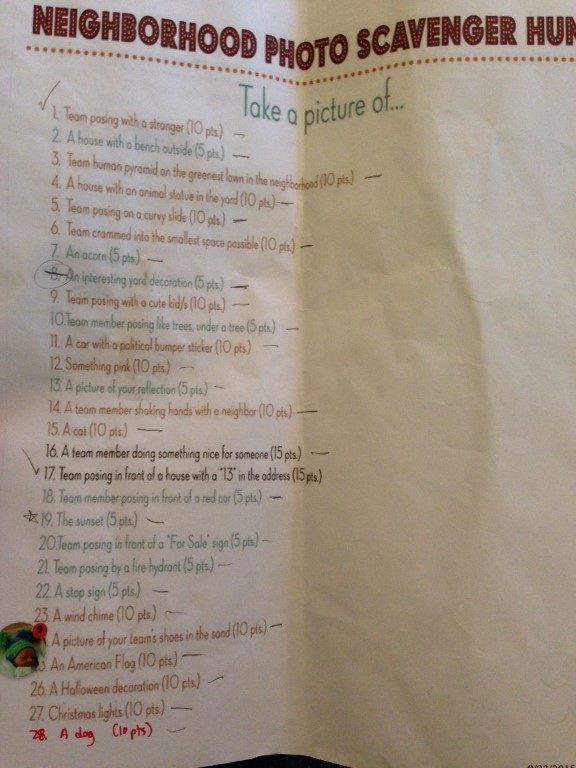 NEIGHBORHOOD PHOTO SCAVENGER HUN
Take a picture of...
1. Team posing with a stranger (10 pts.)
2. A house with a bench outside (5 pts.)
3. Team human pyramid on the greenest lawn in the neighborhood (10 pts.)
4. A house with an animal statue in the yard (10 pts.)
5. Team posing on a curvy slide (10 pts.)
6. Team crammed into the smallest space possible (10 pts.)
7. An acorn (5 pts.)
8. An interesting yard decoration (5 pts.)
9. Team posing with a cute kid/s (10 pts.)
10.Team member posing like trees, under a tree (5 pts.)
11. A car with a political bumper sticker (10 pts.)
12. Something pink (10 pts.)
13. A picture of your reflection (5 pts.)
14. A team member shaking hands with a neighbor (10 pts.)
15. A cat (10 pts.)
16. A team member doing something nice for someone (15 pts.)
17. Team posing in front of a house with a "13" in the address (15 pts.)
18. Team member posing in front of a red car (5 pts.)
19. The sunset (5 pts.)
20.Team posing in front of a "For Sale" sign (5 pts.)
21. Team posing by a fire hydrant (5 pts.)
22. A stop sign (5 pts.)
23. A wind chime (10 pts.)
A picture of your team's shoes in the sand (10 pts.)
An American Flag (10 pts.)
26. A Halloween decoration (10 pts.)
27. Christmas lights (10 pts.)
28. A dog (10 pts)